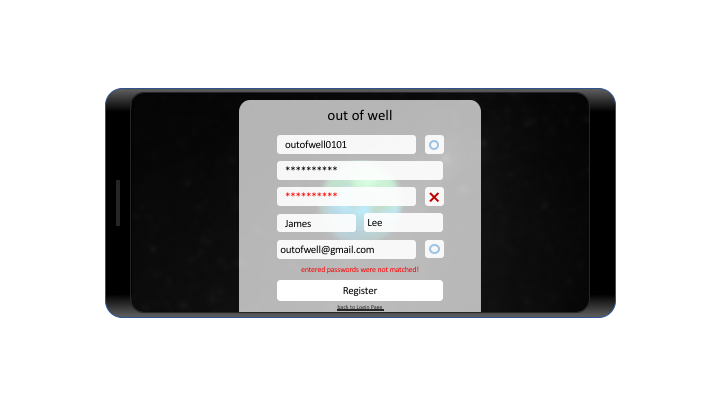 out of well
outofwell0101
**********
**********
James Lee
outofwell@gmail.com
entered passwords were not matched!
Register
back to Login Page